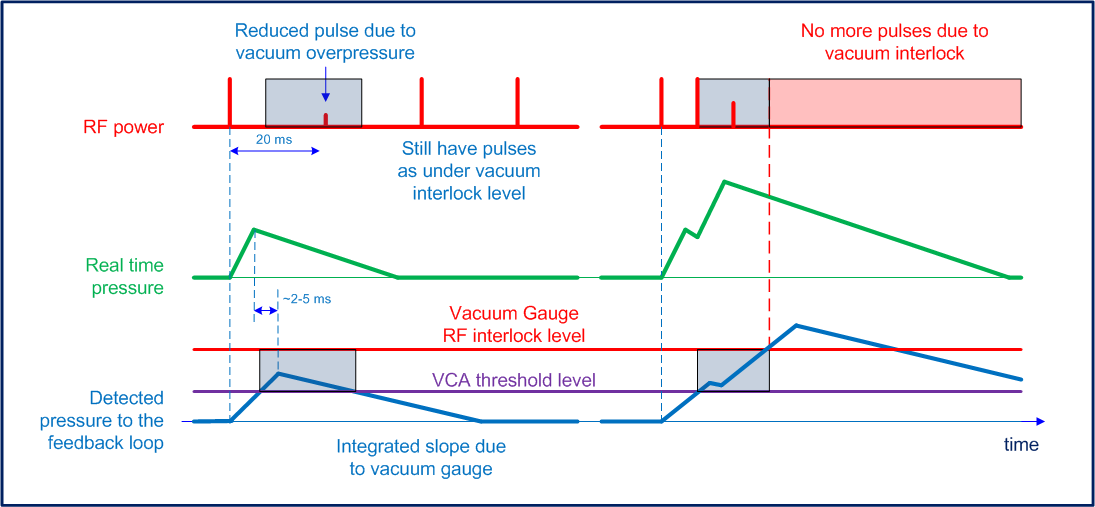 Reduced pulse due to
vacuum overpressure
No more pulses due to
vacuum interlock
RF power
20 ms
Still have pulses
as under vacuum
interlock level
Real time
pressure
~2-5 ms
Vacuum Gauge
RF interlock level
VCA threshold level
Detected
pressure to the
feedback loop
Integrated slope due
to vacuum gauge
time